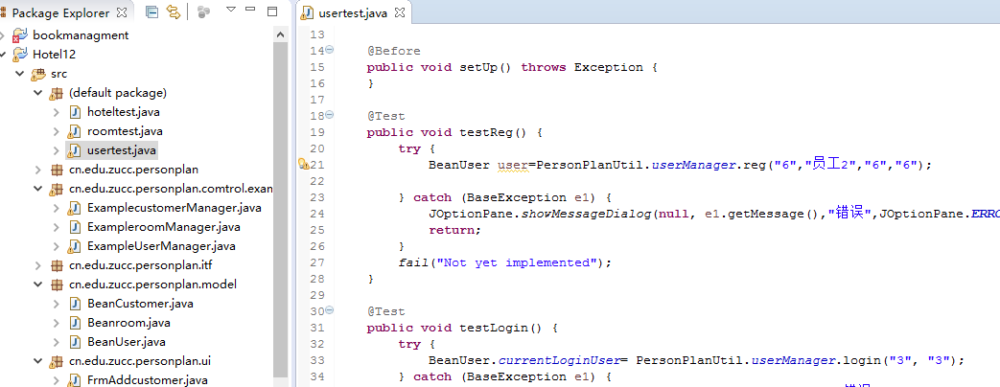 Package Explorer
bookmanagment
Hotel12
src
(default package)
hoteltest.java
roomtest.java
usertest.java
cn.edu.zucc.personplan
cn.edu.zucc.personplan.comtrol.exam
ExamplecustomerManager.java
ExampleroomManager.java
ExampleUserManager.java
cn.edu.zucc.personplan.itf
cn.edu.zucc.personplan.model
BeanCustomer.java
Beanroom.java
BeanUser.java
cn.edu.zucc.personplan.ui
FrmAddcustomer.java
usertest.java
13
14 @Before
15 public void setUp() throws Exception {
16 }
17
18 @Test
19 public void testReg() {
20 try {
21 BeanUser user=PersonPlanUtil.userManager.reg("6","员工2","6","6");
22
23 } catch (BaseException e1) {
24 JOptionPane.showMessageDialog(null, e1.getMessage(),"错误",JOptionPane.ERRO
25 return;
26 }
27 fail("Not yet implemented");
28 }
29
30 @Test
31 public void testLogin() {
32 try {
33 BeanUser.currentLoginUser= PersonPlanUtil.userManager.login("3", "3");
34 } catch (BaseException e1) {